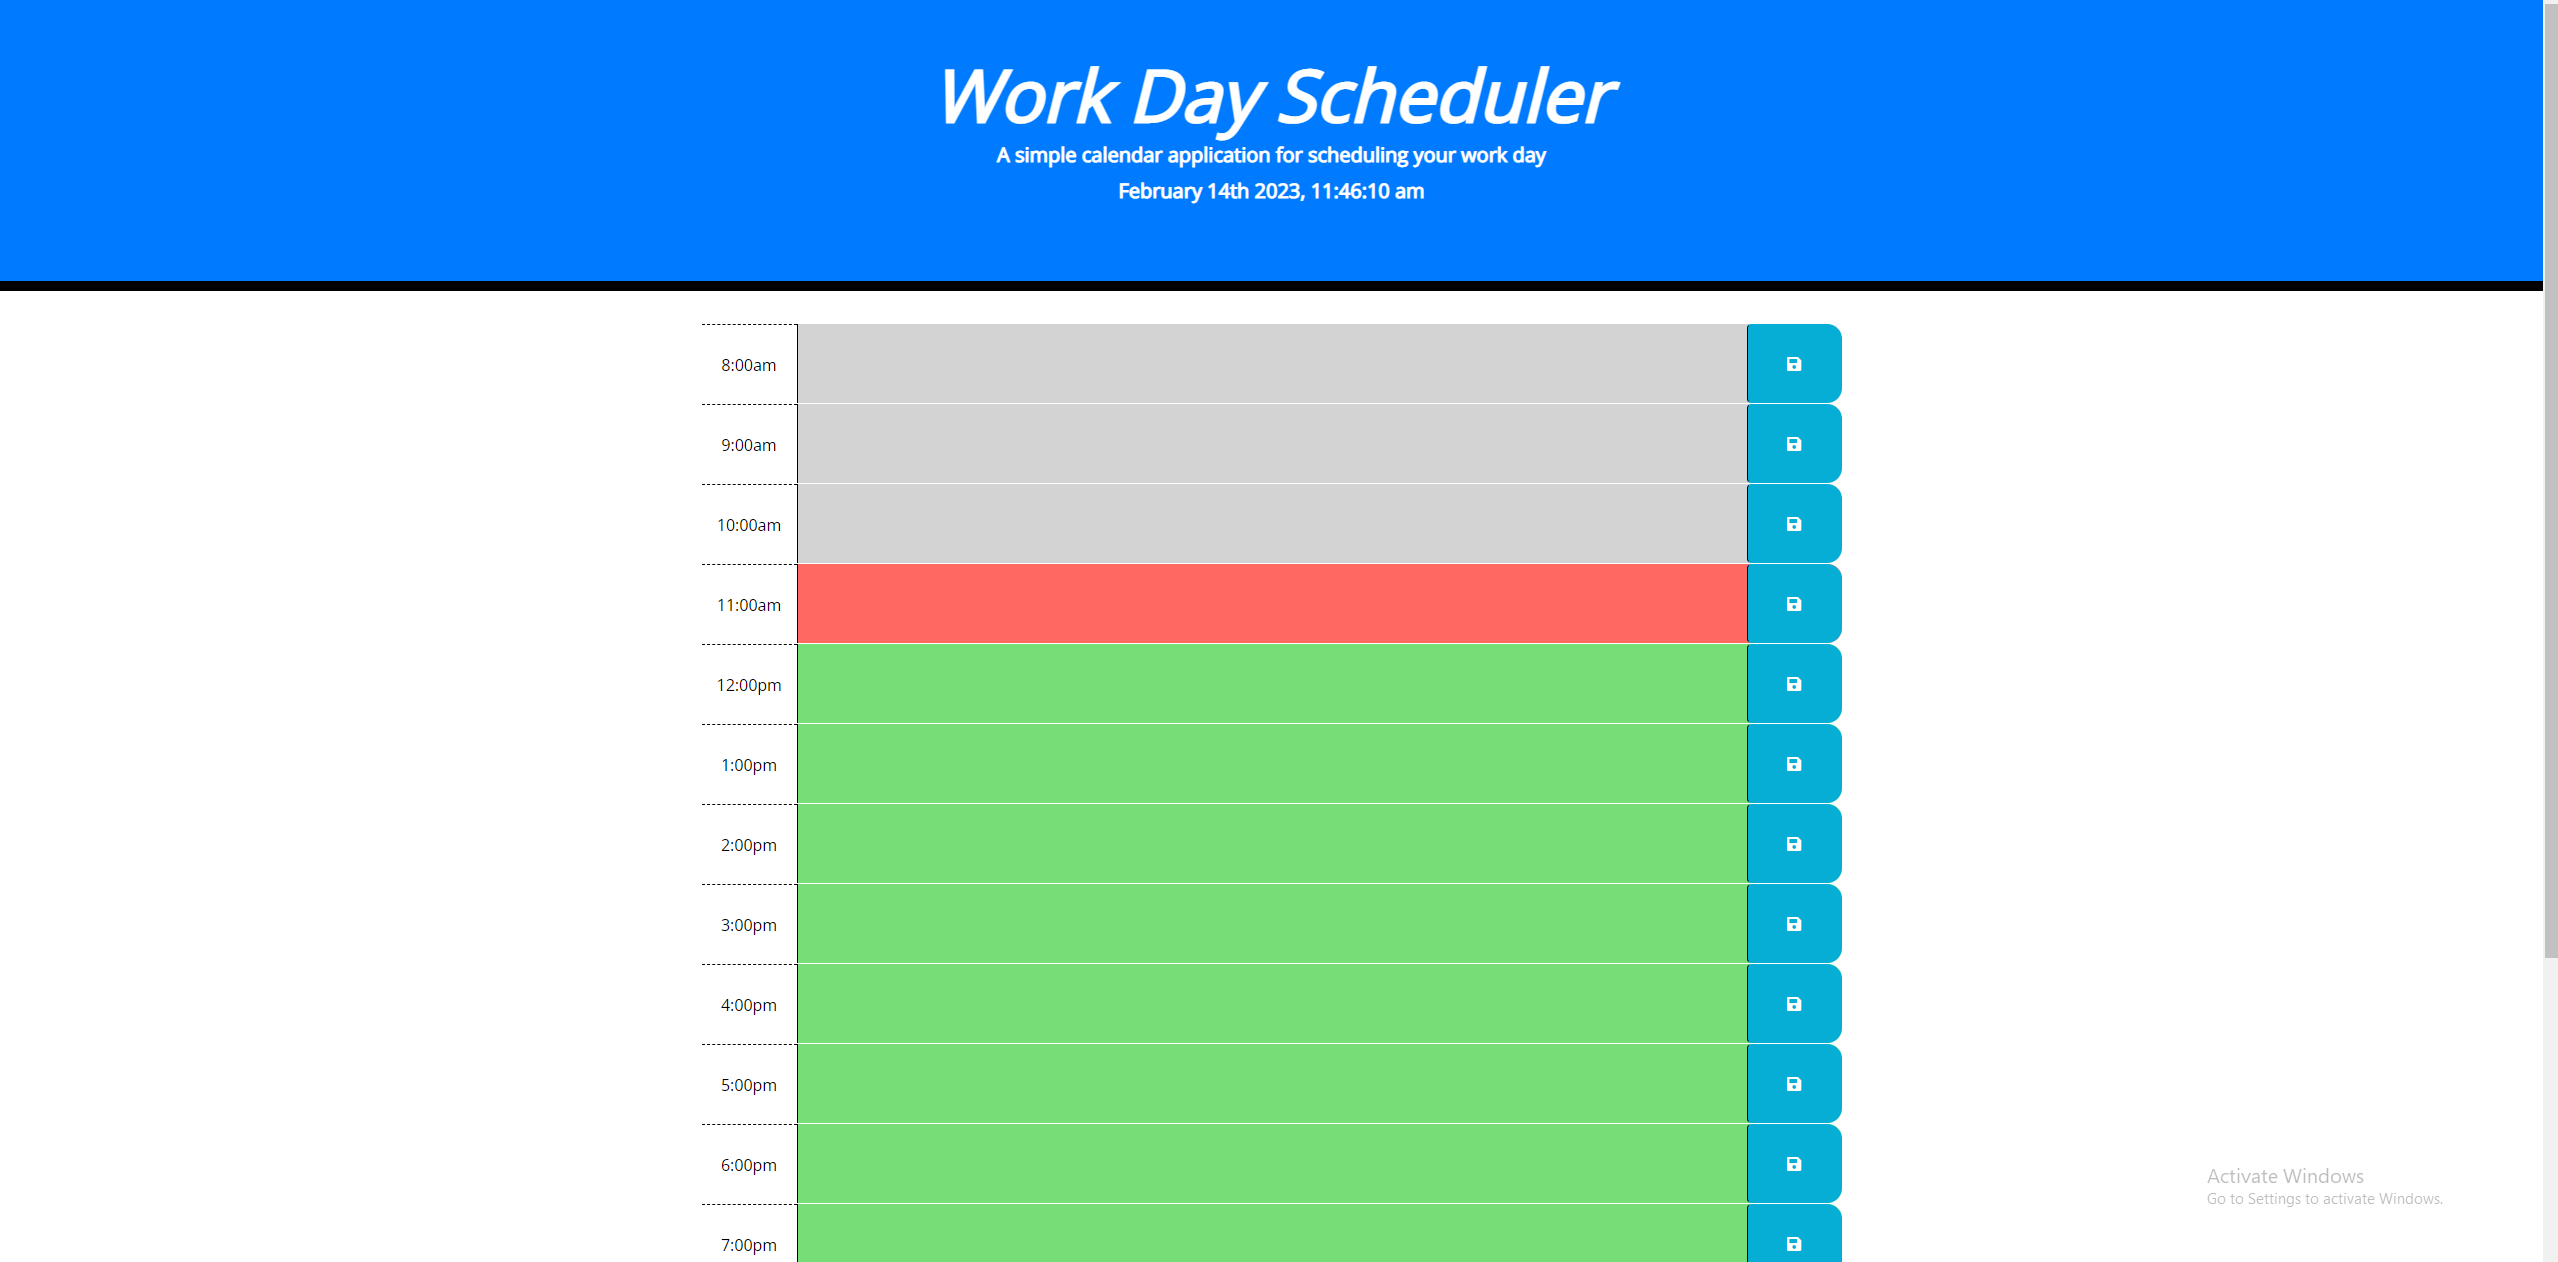 Work Day Scheduler
A simple calendar application for scheduling your work day
February 14th 2023, 11:46:10 am
8:00am
9:00am
10:00am
11:00am
12:00pm
1:00pm
2:00pm
3:00pm
4:00pm
5:00pm
6:00pm
7:00pm
Activate Windows
Go to Settings to activate Windows.